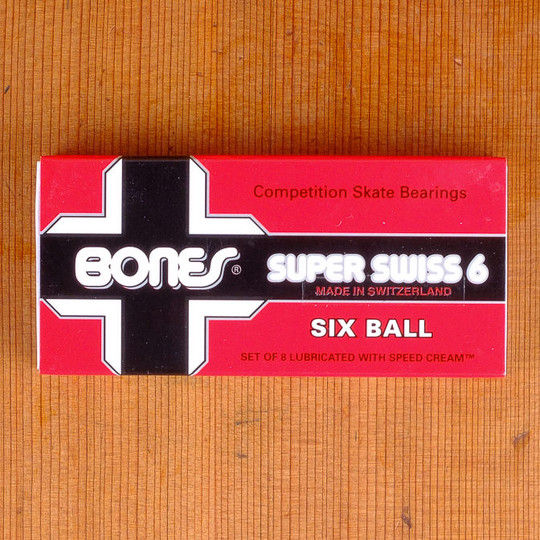 Competition Skate Bearings
BONES®
SUPER SWISS 6
MADE IN SWITZERLAND
SIX BALL
SET OF 8 LUBRICATED WITH SPEED CREAM™